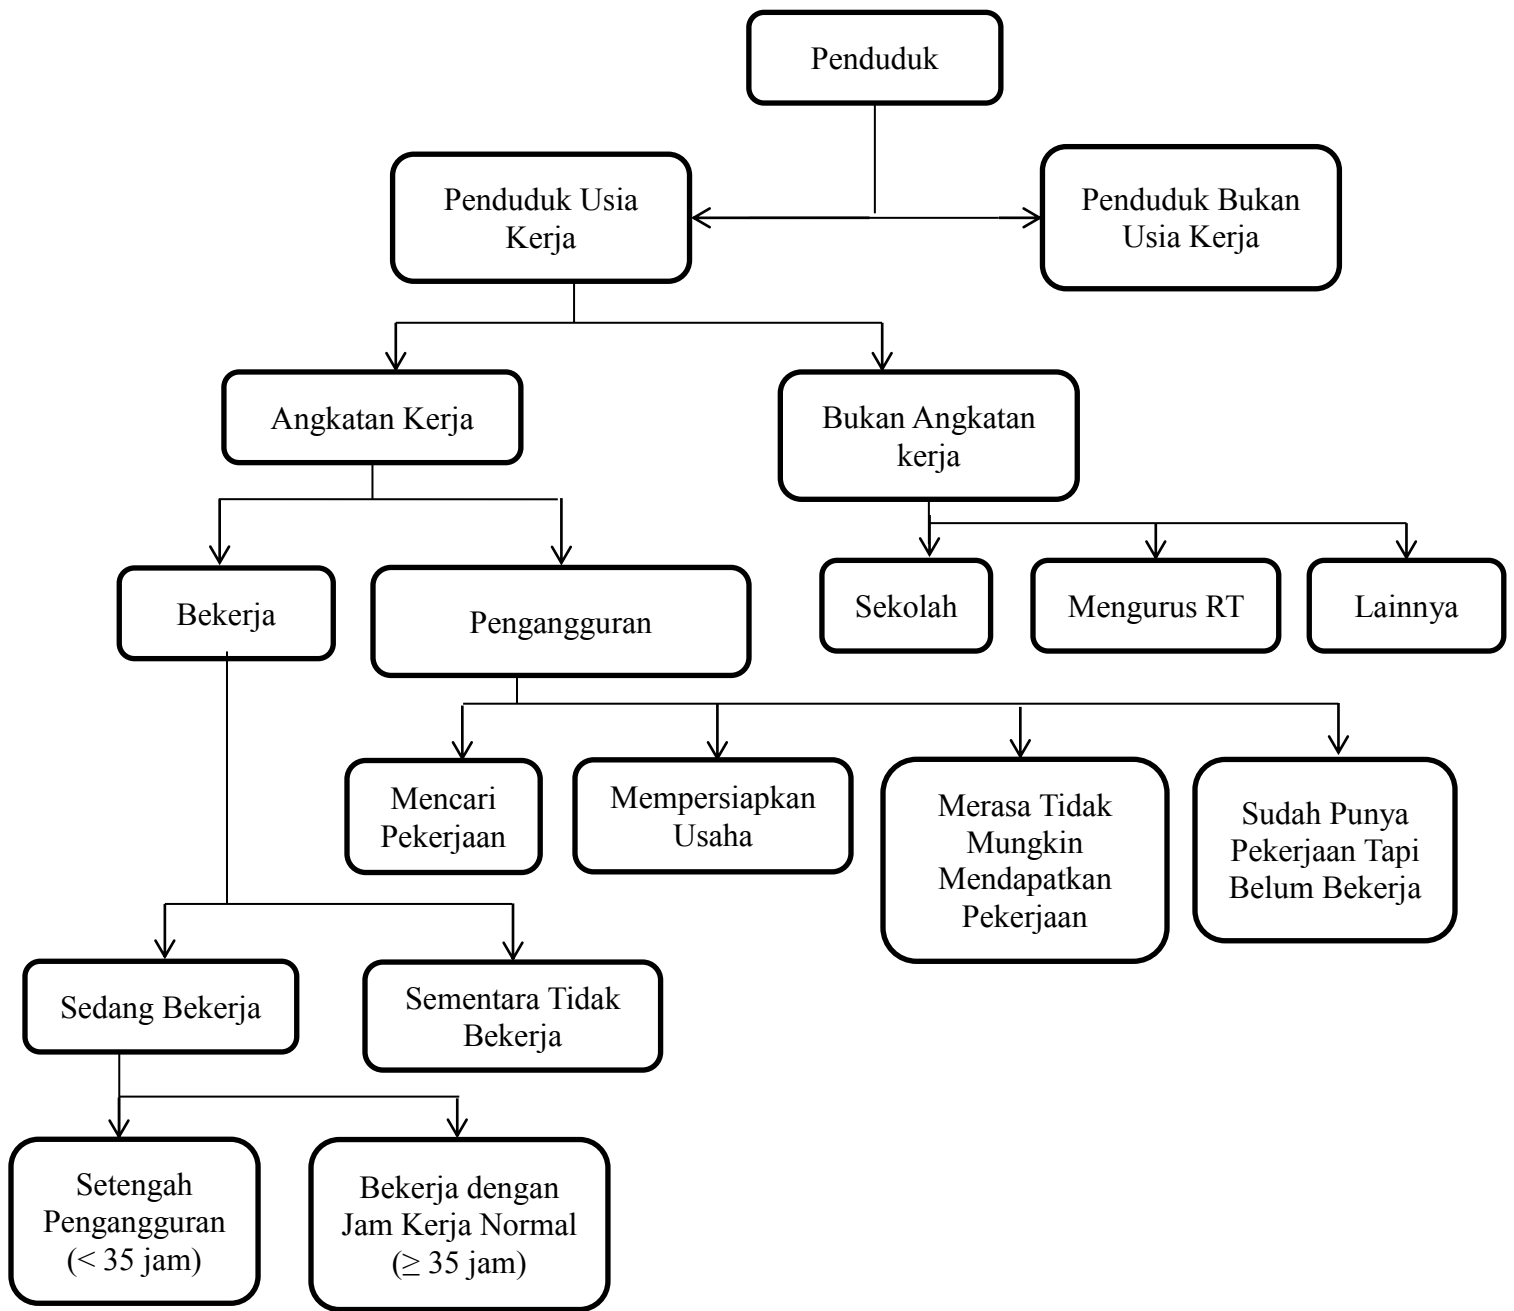 Penduduk
Penduduk Usia
Kerja
Penduduk Bukan
Usia Kerja
Angkatan Kerja
Bukan Angkatan
kerja
Bekerja
Pengangguran
Sekolah
Mengurus RT
Lainnya
Mencari
Pekerjaan
Mempersiapkan
Usaha
Merasa Tidak
Mungkin
Mendapatkan
Pekerjaan
Sudah Punya
Pekerjaan Tapi
Belum Bekerja
Sedang Bekerja
Sementara Tidak
Bekerja
Setengah
Pengangguran
(< 35 jam)
Bekerja dengan
Jam Kerja Normal
(≥ 35 jam)